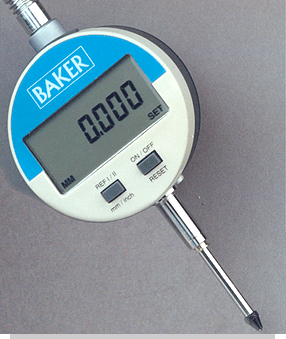 BAKER
0.000
SET
MM
ON / OFF
RESET
REF I / II
mm / inch